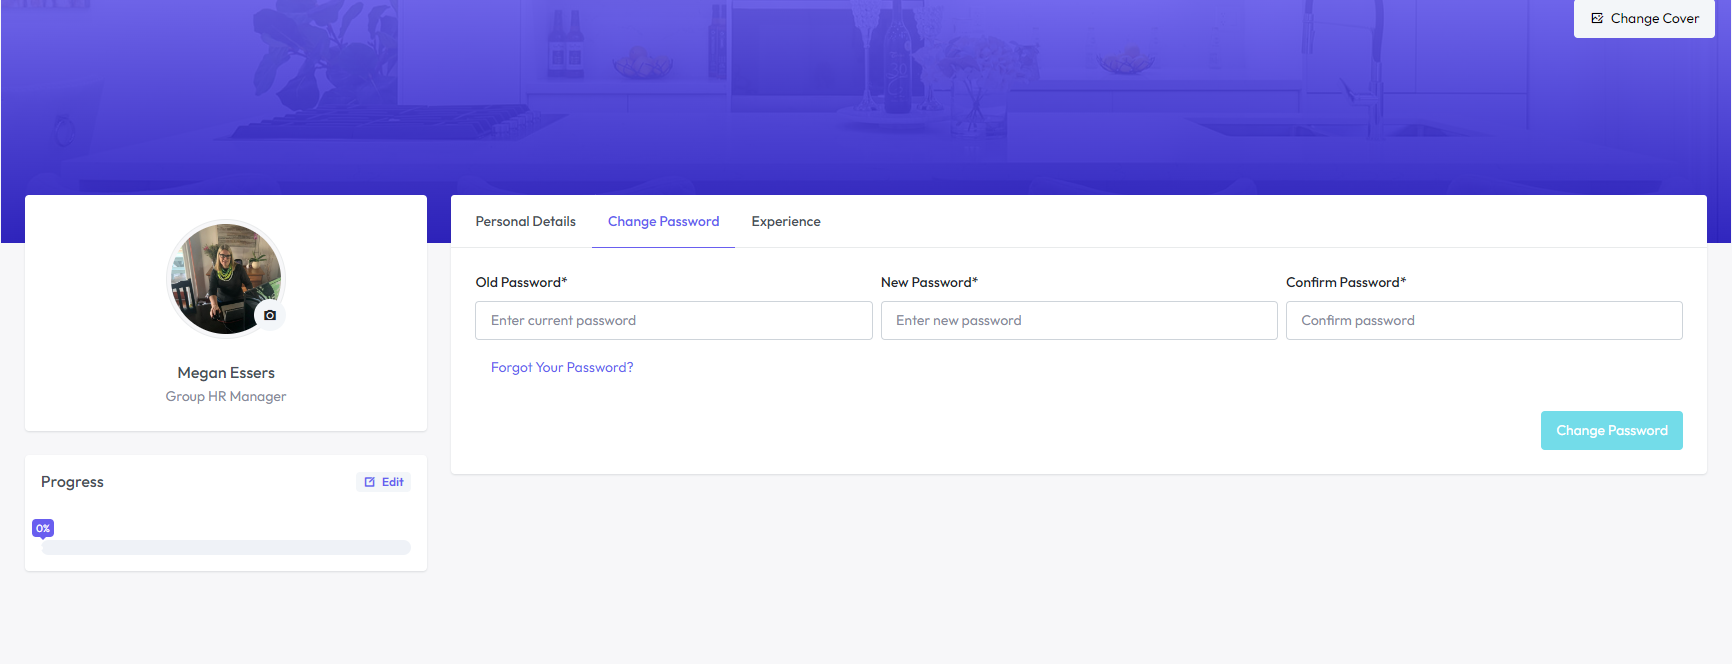 Change Cover
Personal Details
Change Password
Experience
Old Password*
New Password*
Confirm Password*
Enter current password
Enter new password
Confirm password
Forgot Your Password?
Change Password
Megan Essers
Group HR Manager
Progress
Edit
0%